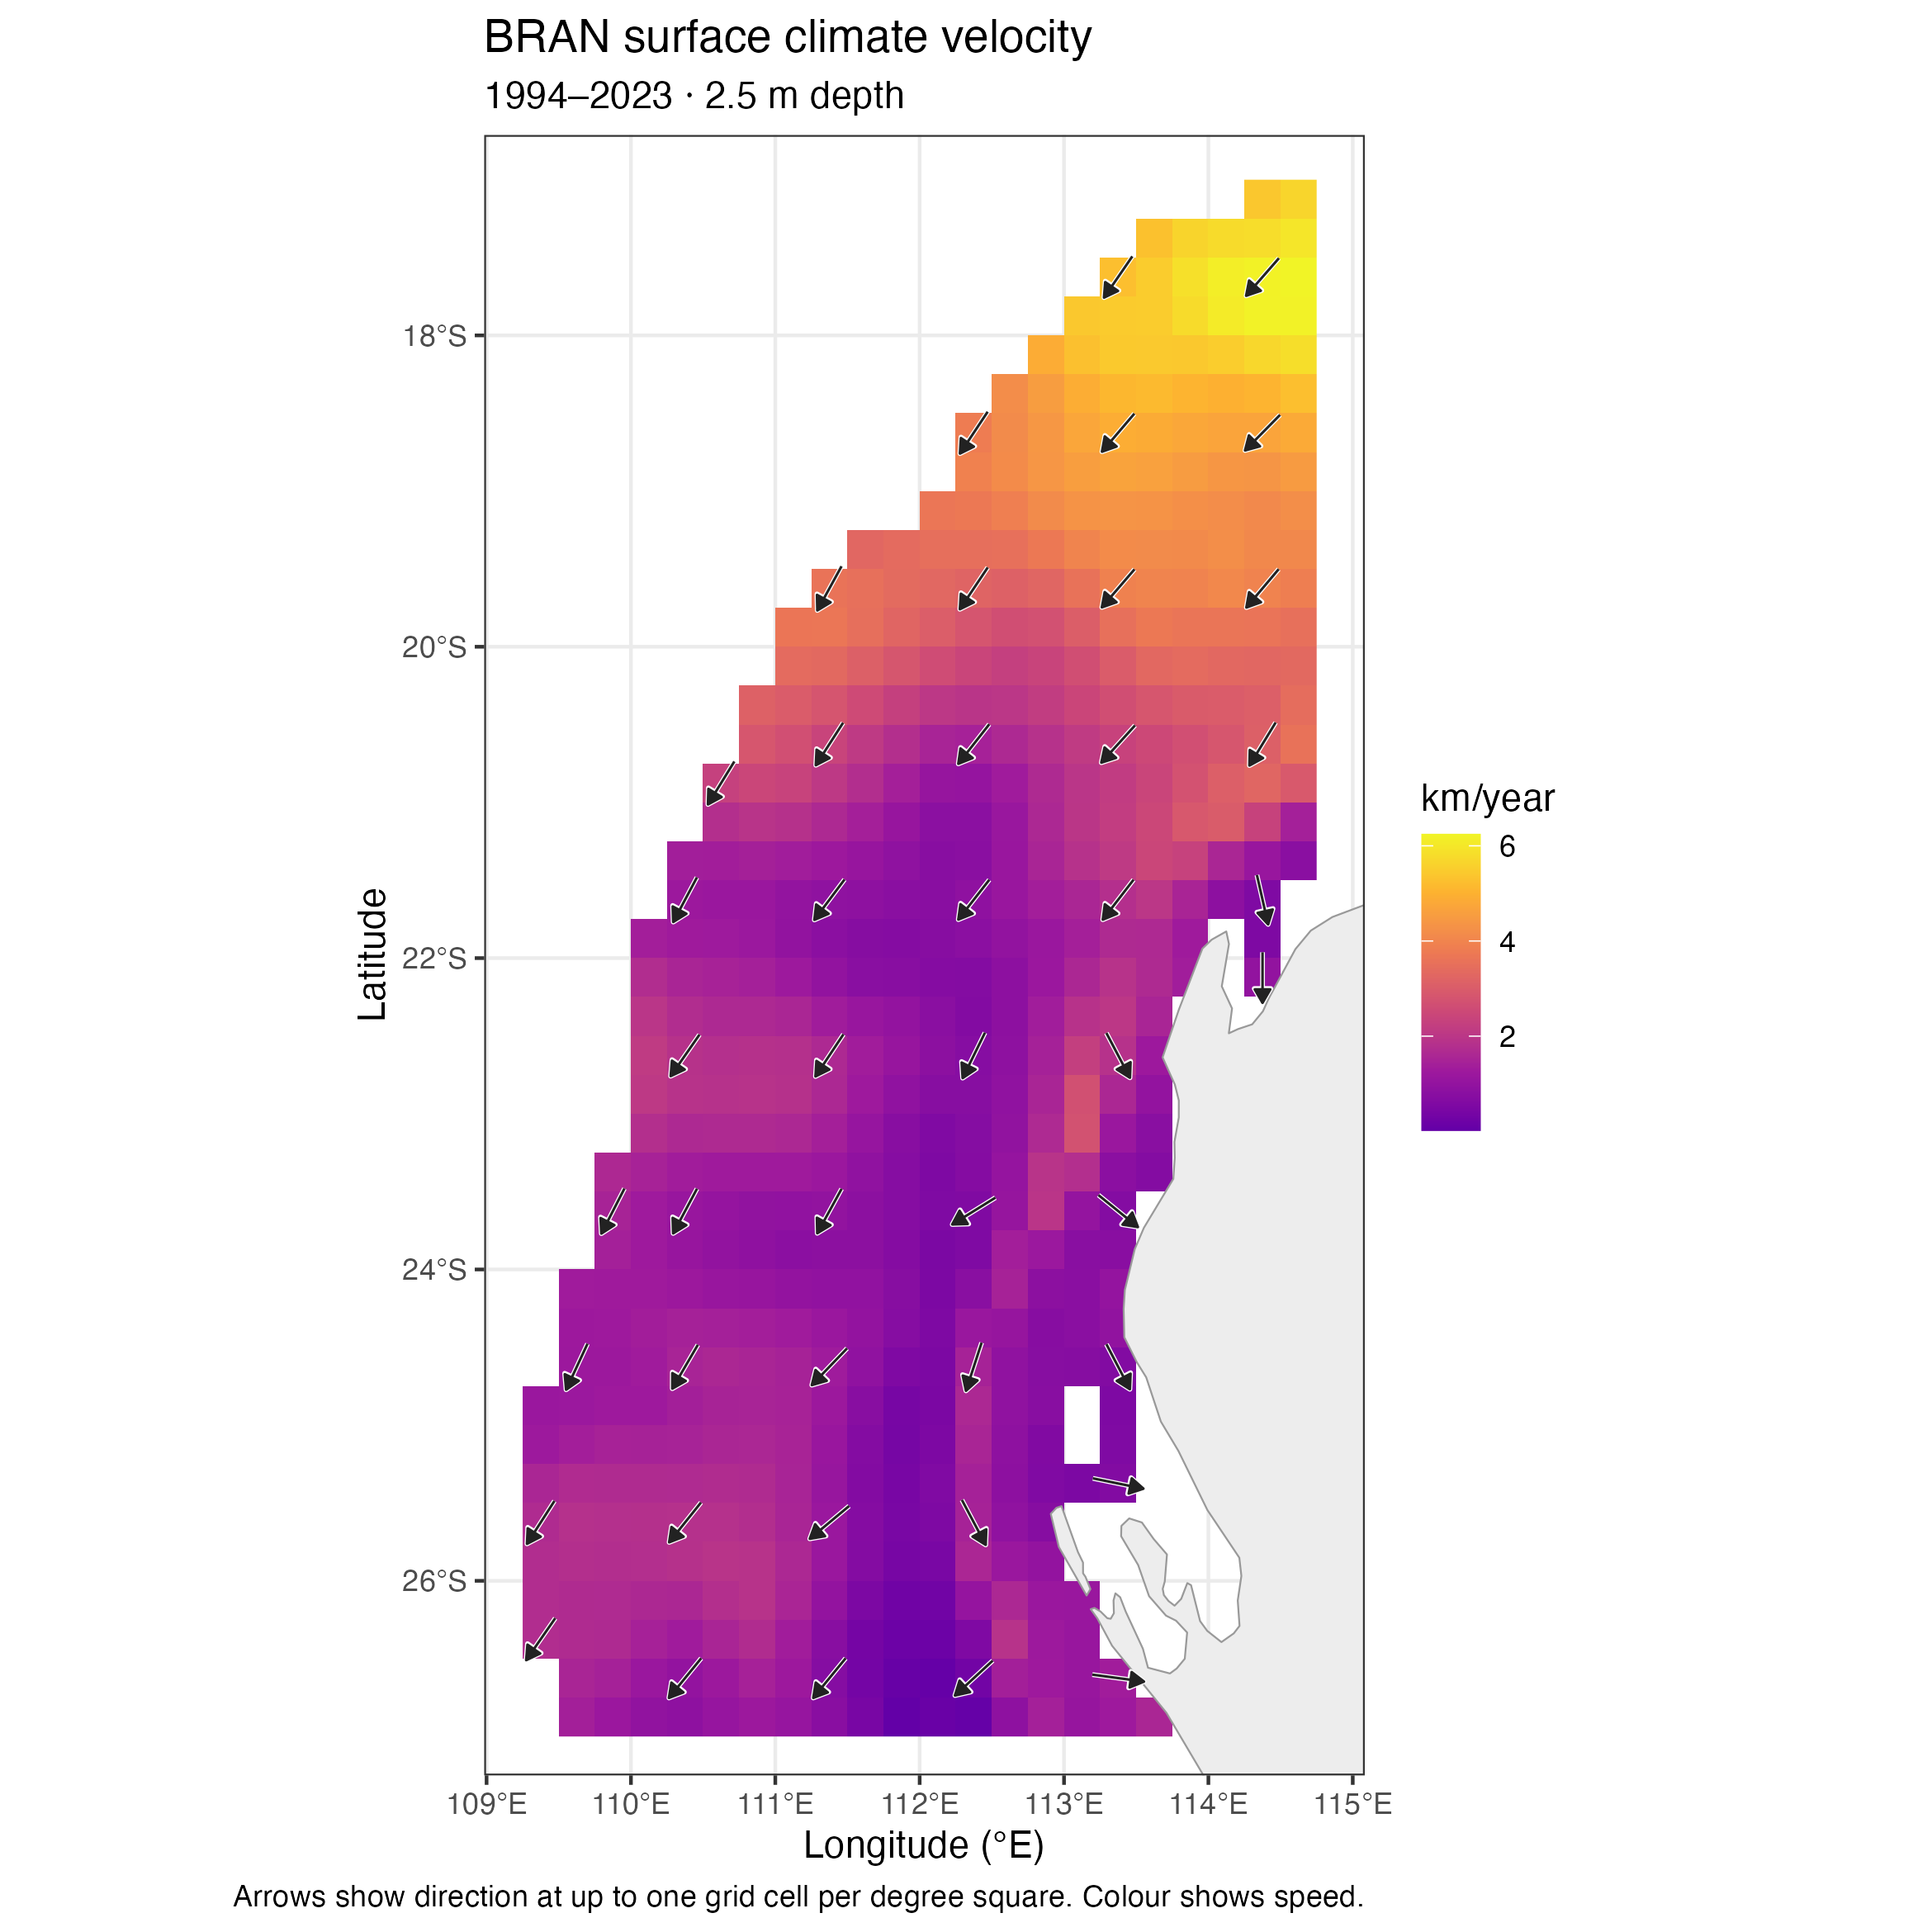 BRAN surface climate velocity
1994–2023 · 2.5 m depth
18°S
20°S
22°S
24°S
26°S
Latitude
109°E 110°E 111°E 112°E 113°E 114°E 115°E
Longitude (°E)
km/year
6
4
2
Arrows show direction at up to one grid cell per degree square. Colour shows speed.